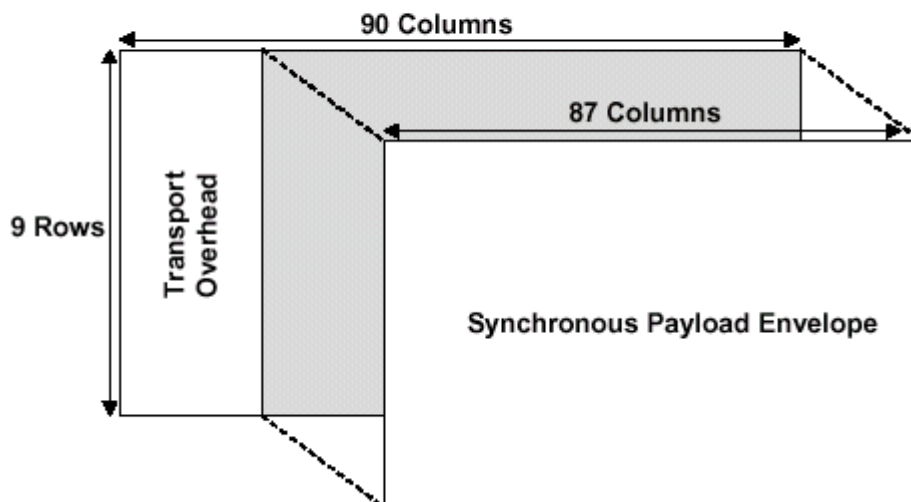 90 Columns
87 Columns
9 Rows
Transport
Overhead
Synchronous Payload Envelope